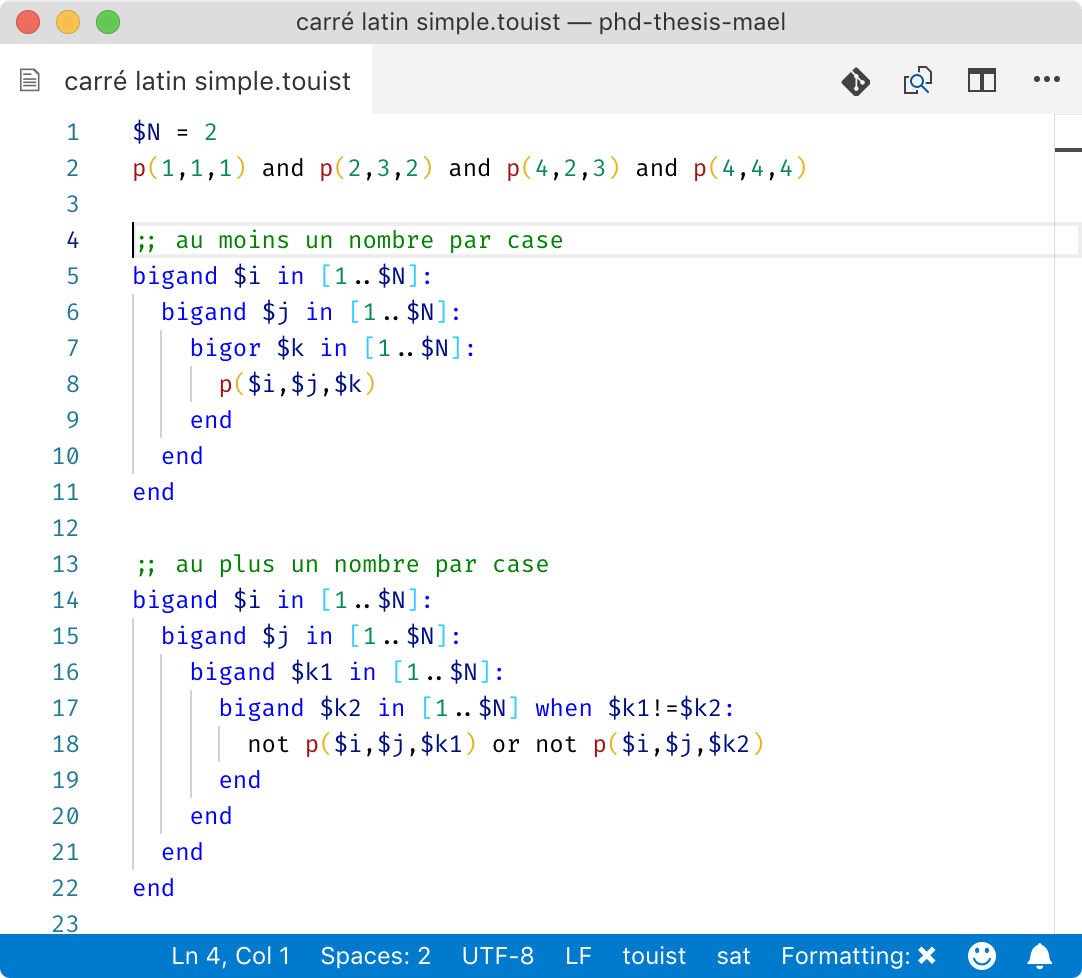 carré latin simple.touist — phd-thesis-mael
carré latin simple.touist
1 $N = 2
2 p(1,1,1) and p(2,3,2) and p(4,2,3) and p(4,4,4)
3
4 ;; au moins un nombre par case
5 bigand $i in [1..$N]:
6   bigand $j in [1..$N]:
7     bigor $k in [1..$N]:
8       p($i,$j,$k)
9     end
10   end
11 end
12
13 ;; au plus un nombre par case
14 bigand $i in [1..$N]:
15   bigand $j in [1..$N]:
16     bigand $k1 in [1..$N]:
17       bigand $k2 in [1..$N] when $k1!=$k2:
18         not p($i,$j,$k1) or not p($i,$j,$k2)
19       end
20     end
21   end
22 end
23
Ln 4, Col 1 Spaces: 2 UTF-8 LF touist sat Formatting: ✖